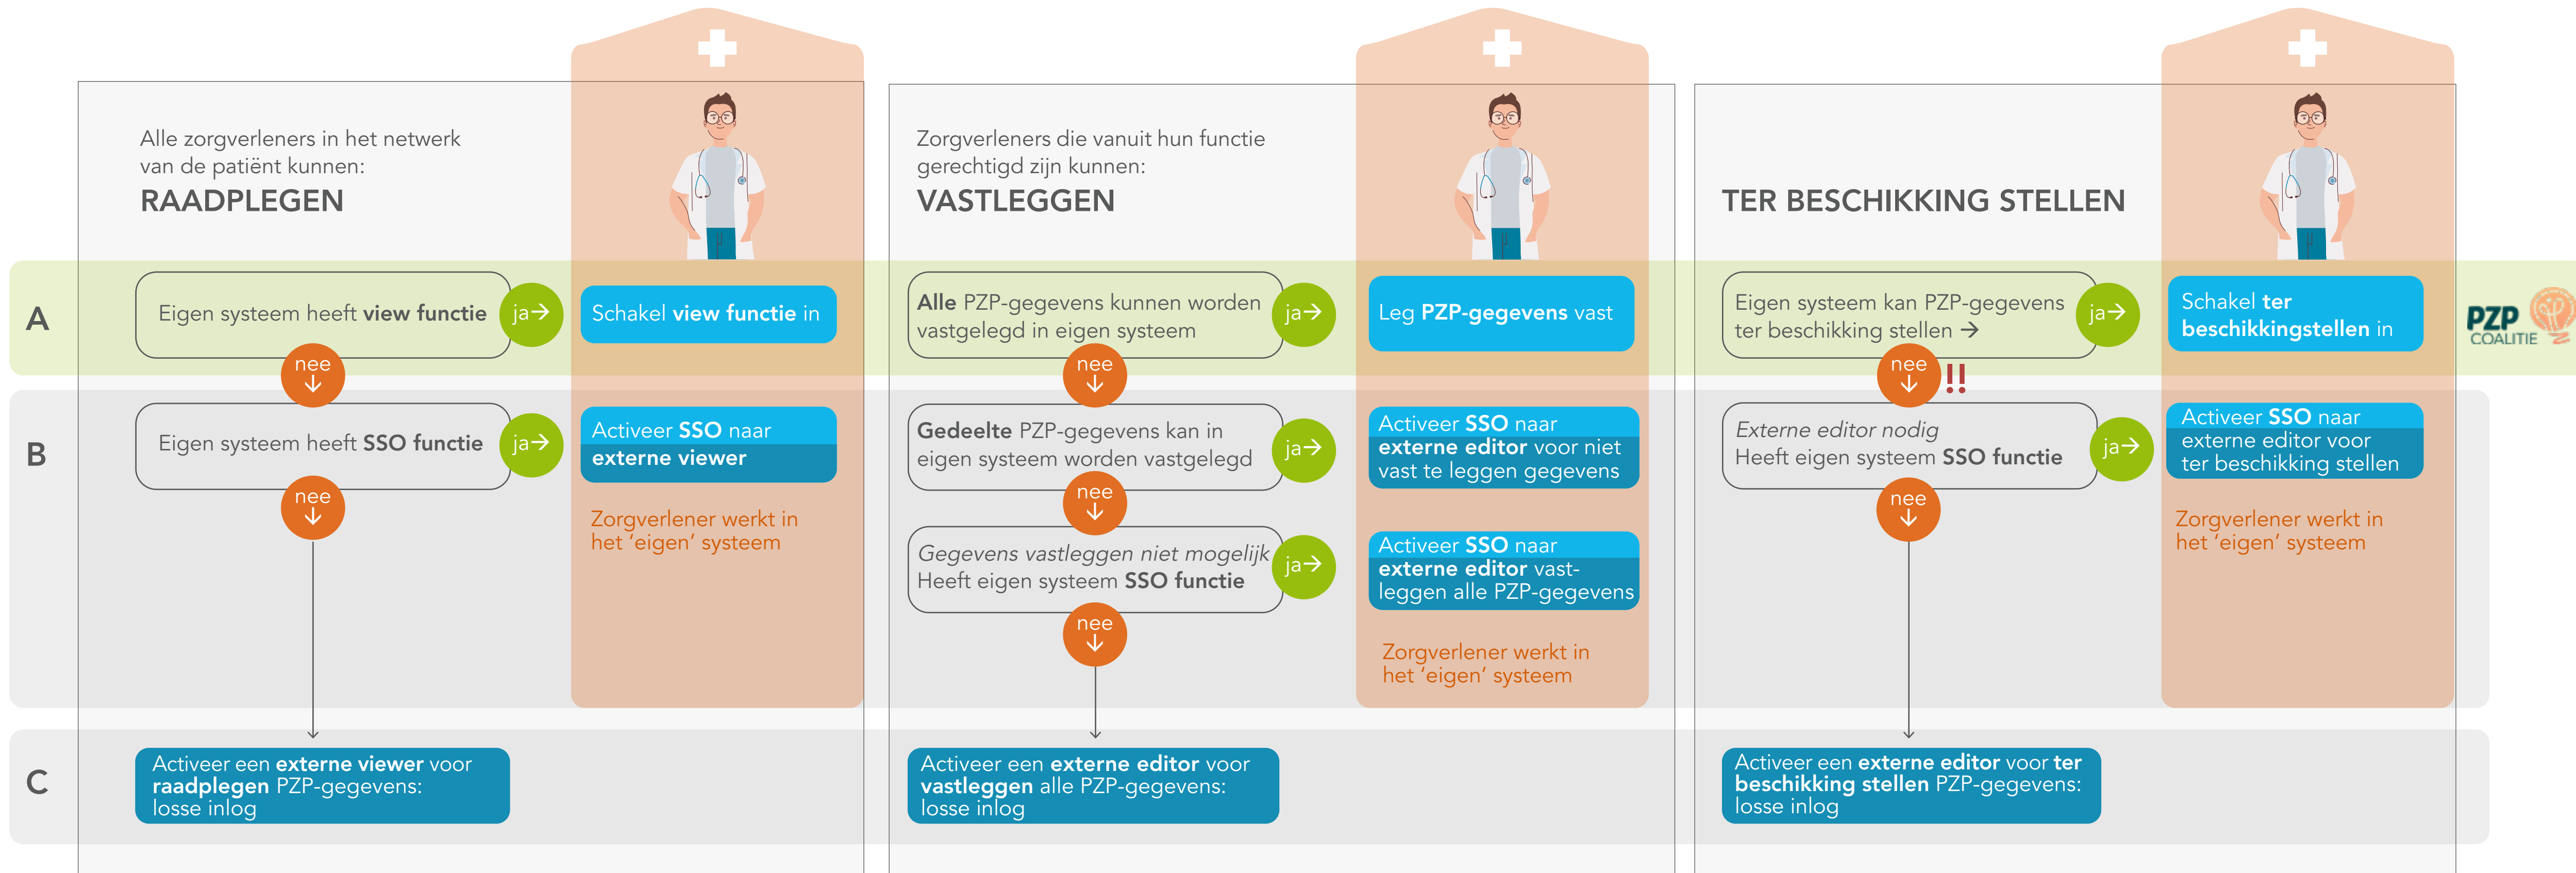 Alle zorgverleners in het netwerk
van de patiënt kunnen:
RAADPLEGEN
Zorgverleners die vanuit hun functie
gerechtigd zijn kunnen:
VASTLEGGEN
TER BESCHIKKING STELLEN
A
Eigen systeem heeft view functie
ja→
Schakel view functie in
nee
↓
Alle PZP-gegevens kunnen worden
vastgelegd in eigen systeem
ja→
Leg PZP-gegevens vast
nee
↓
Eigen systeem kan PZP-gegevens
ter beschikking stellen →
ja→
Schakel ter
beschikkingstellen in
nee
↓
!!
PZP
COALITIE
B
Eigen systeem heeft SSO functie
ja→
Activeer SSO naar
externe viewer
nee
↓
Zorgverlener werkt in
het ‘eigen’ systeem
Gedeelte PZP-gegevens kan in
eigen systeem worden vastgelegd
ja→
Activeer SSO naar
externe editor voor niet
vast te leggen gegevens
nee
↓
Gegevens vastleggen niet mogelijk
Heeft eigen systeem SSO functie
ja→
Activeer SSO naar
externe editor vast-
leggen alle PZP-gegevens
nee
↓
Zorgverlener werkt in
het ‘eigen’ systeem
Externe editor nodig
Heeft eigen systeem SSO functie
ja→
Activeer SSO naar
externe editor voor
ter beschikking stellen
nee
↓
Zorgverlener werkt in
het ‘eigen’ systeem
C
Activeer een externe viewer voor
raadplegen PZP-gegevens:
losse inlog
Activeer een externe editor voor
vastleggen alle PZP-gegevens:
losse inlog
Activeer een externe editor voor ter
beschikking stellen PZP-gegevens:
losse inlog